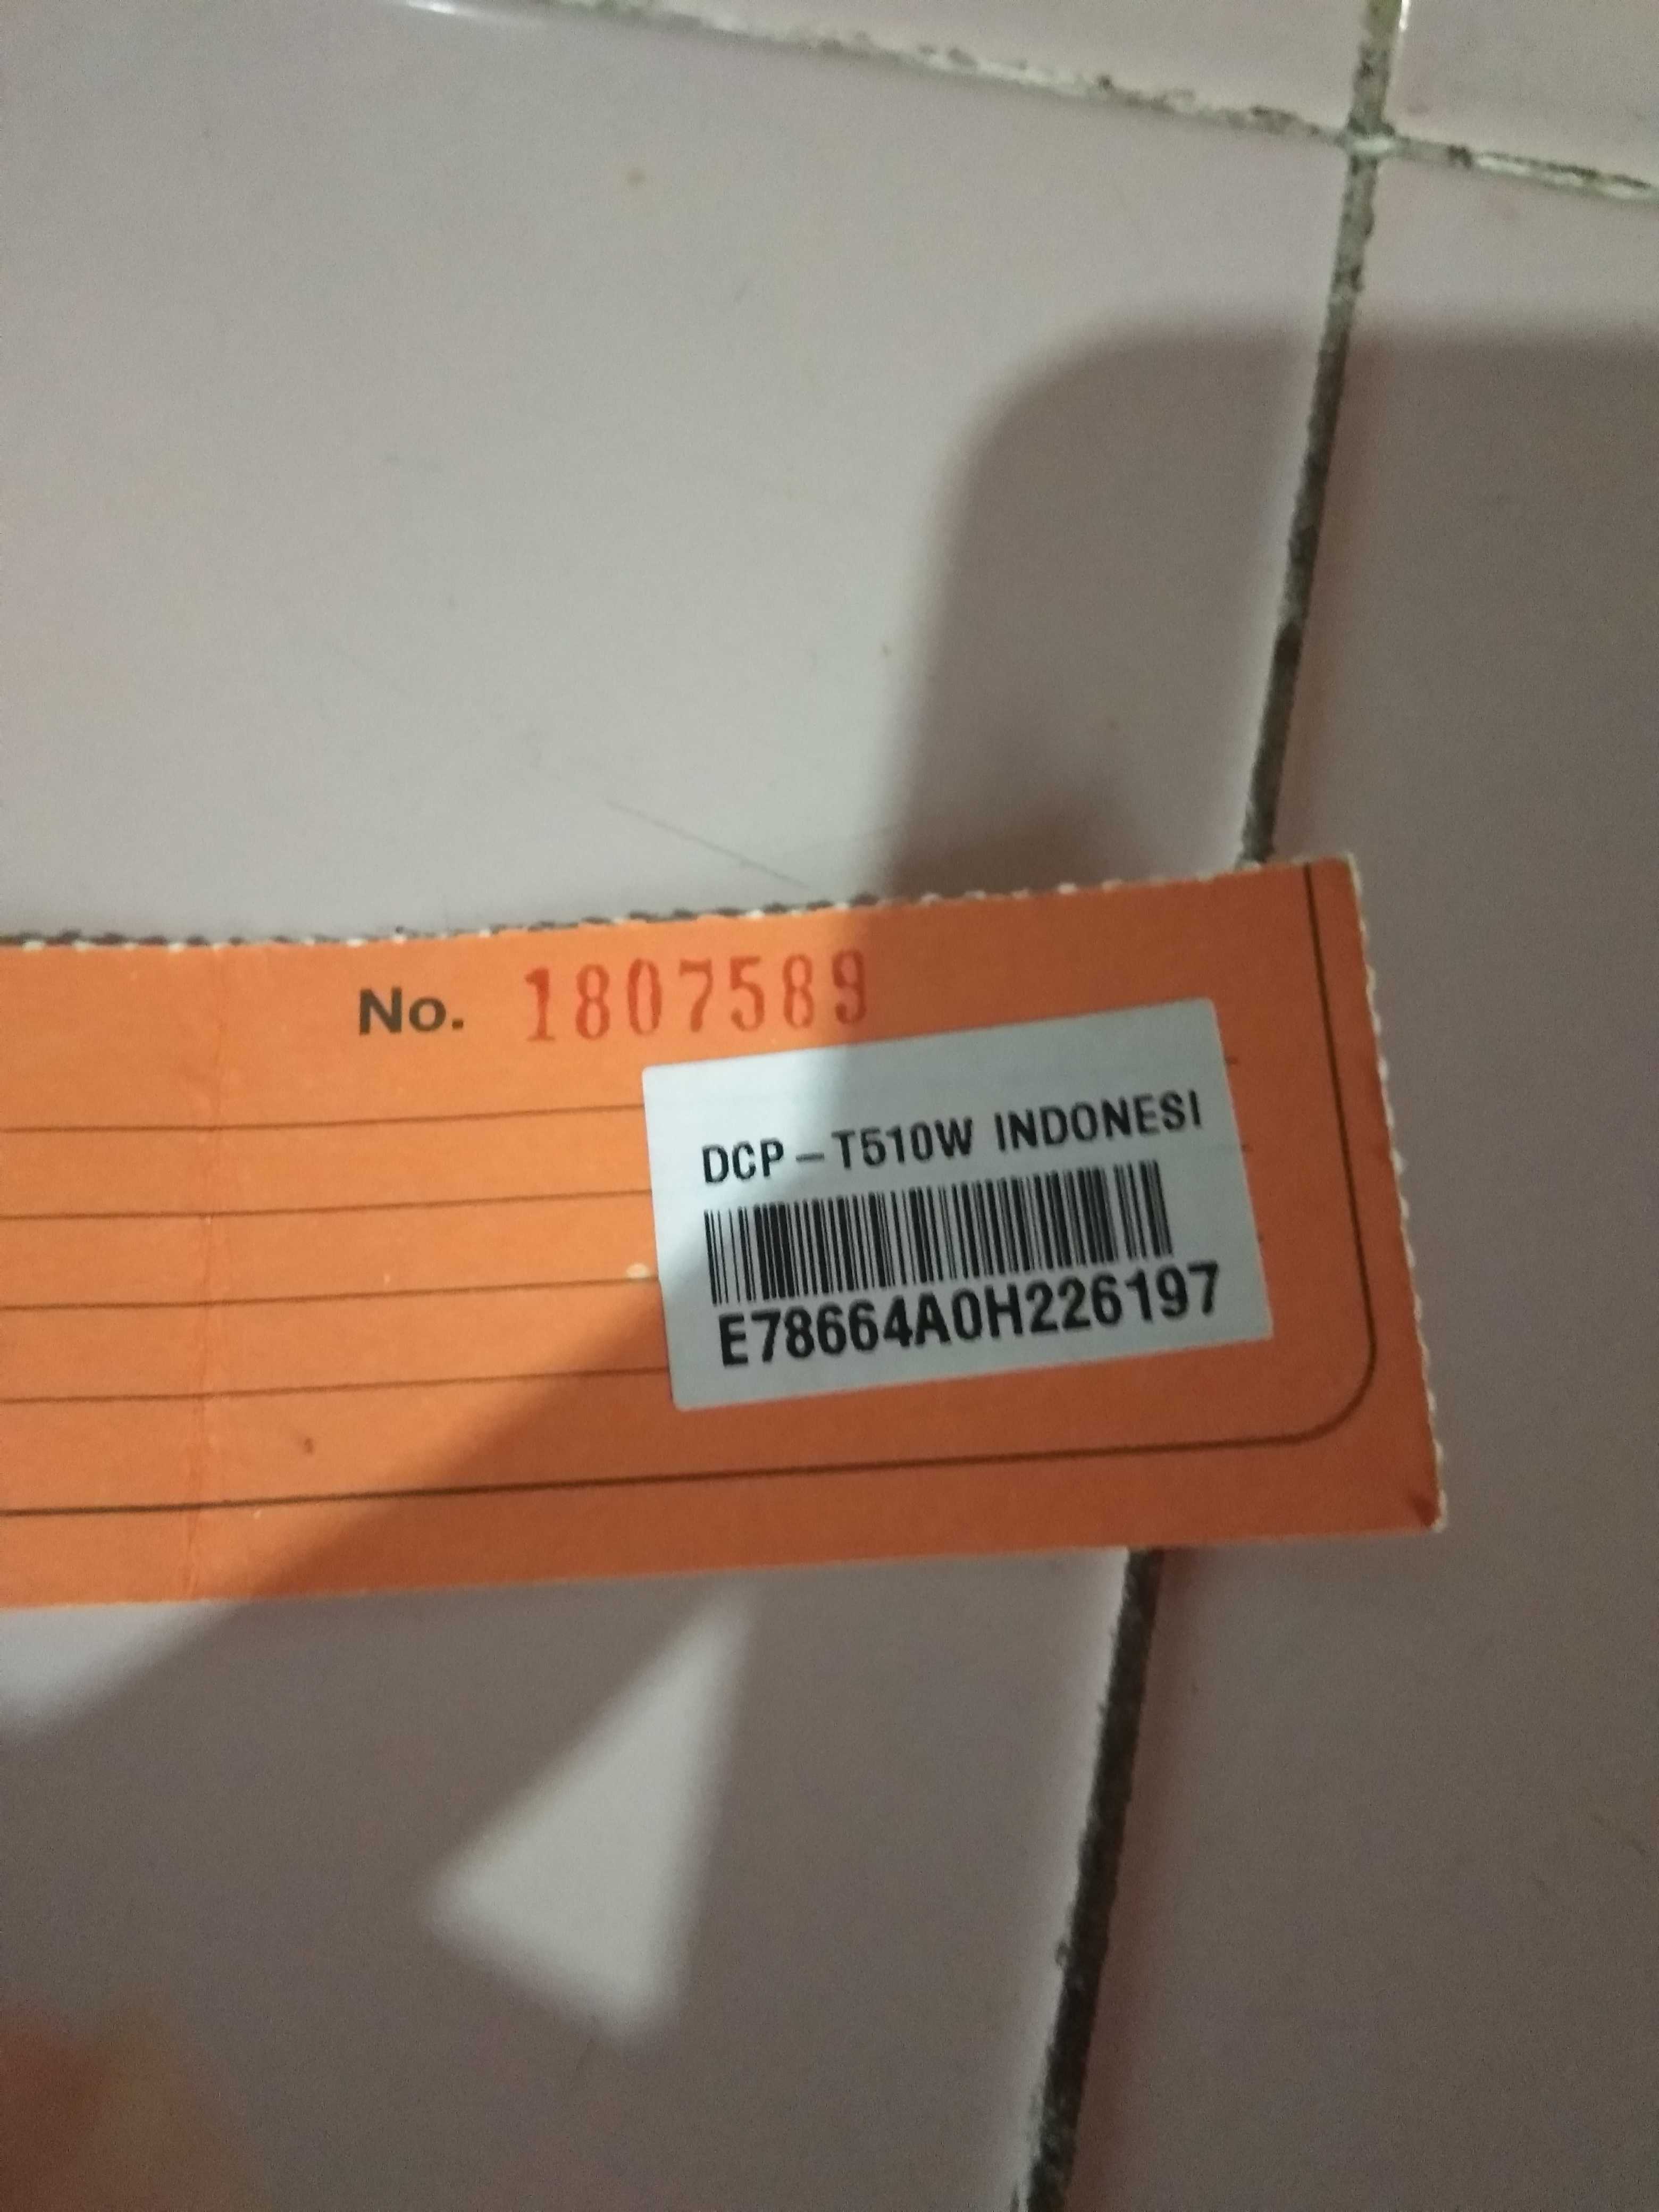 No. 1807589
DCP-T510W INDONESI
E78664A0H226197